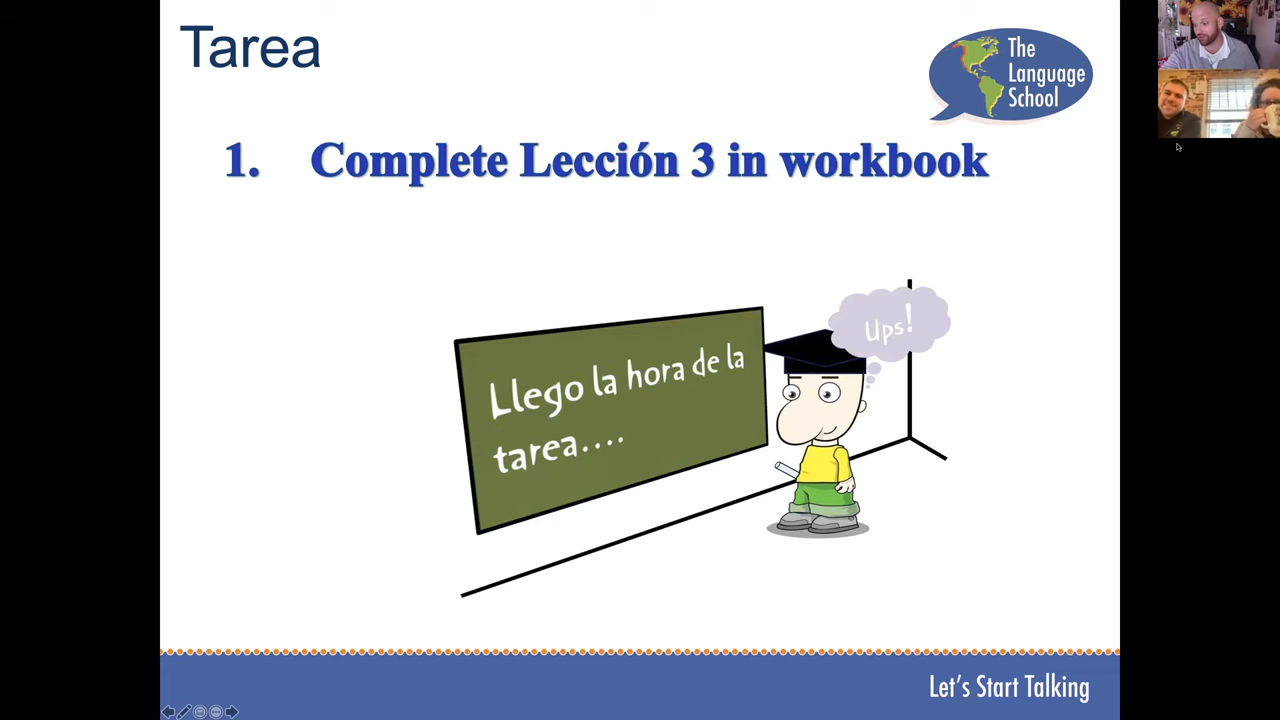 Tarea
The
Language
School
1. Complete Lección 3 in workbook
Ups!
Llego la hora de la
tarea....
Let's Start Talking